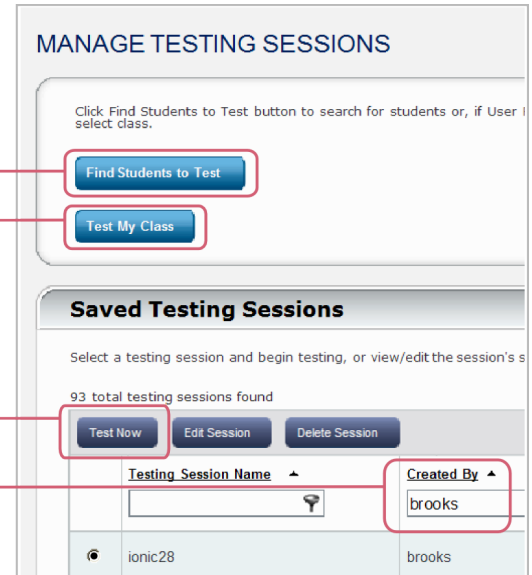 MANAGE TESTING SESSIONS
Click Find Students to Test button to search for students or, if User
select class.
Find Students to Test
Test My Class
Saved Testing Sessions
Select a testing session and begin testing, or view/edit the session's s
93 total testing sessions found
Test Now Edit Session Delete Session
Testing Session Name Created By
brooks
ionic28 brooks